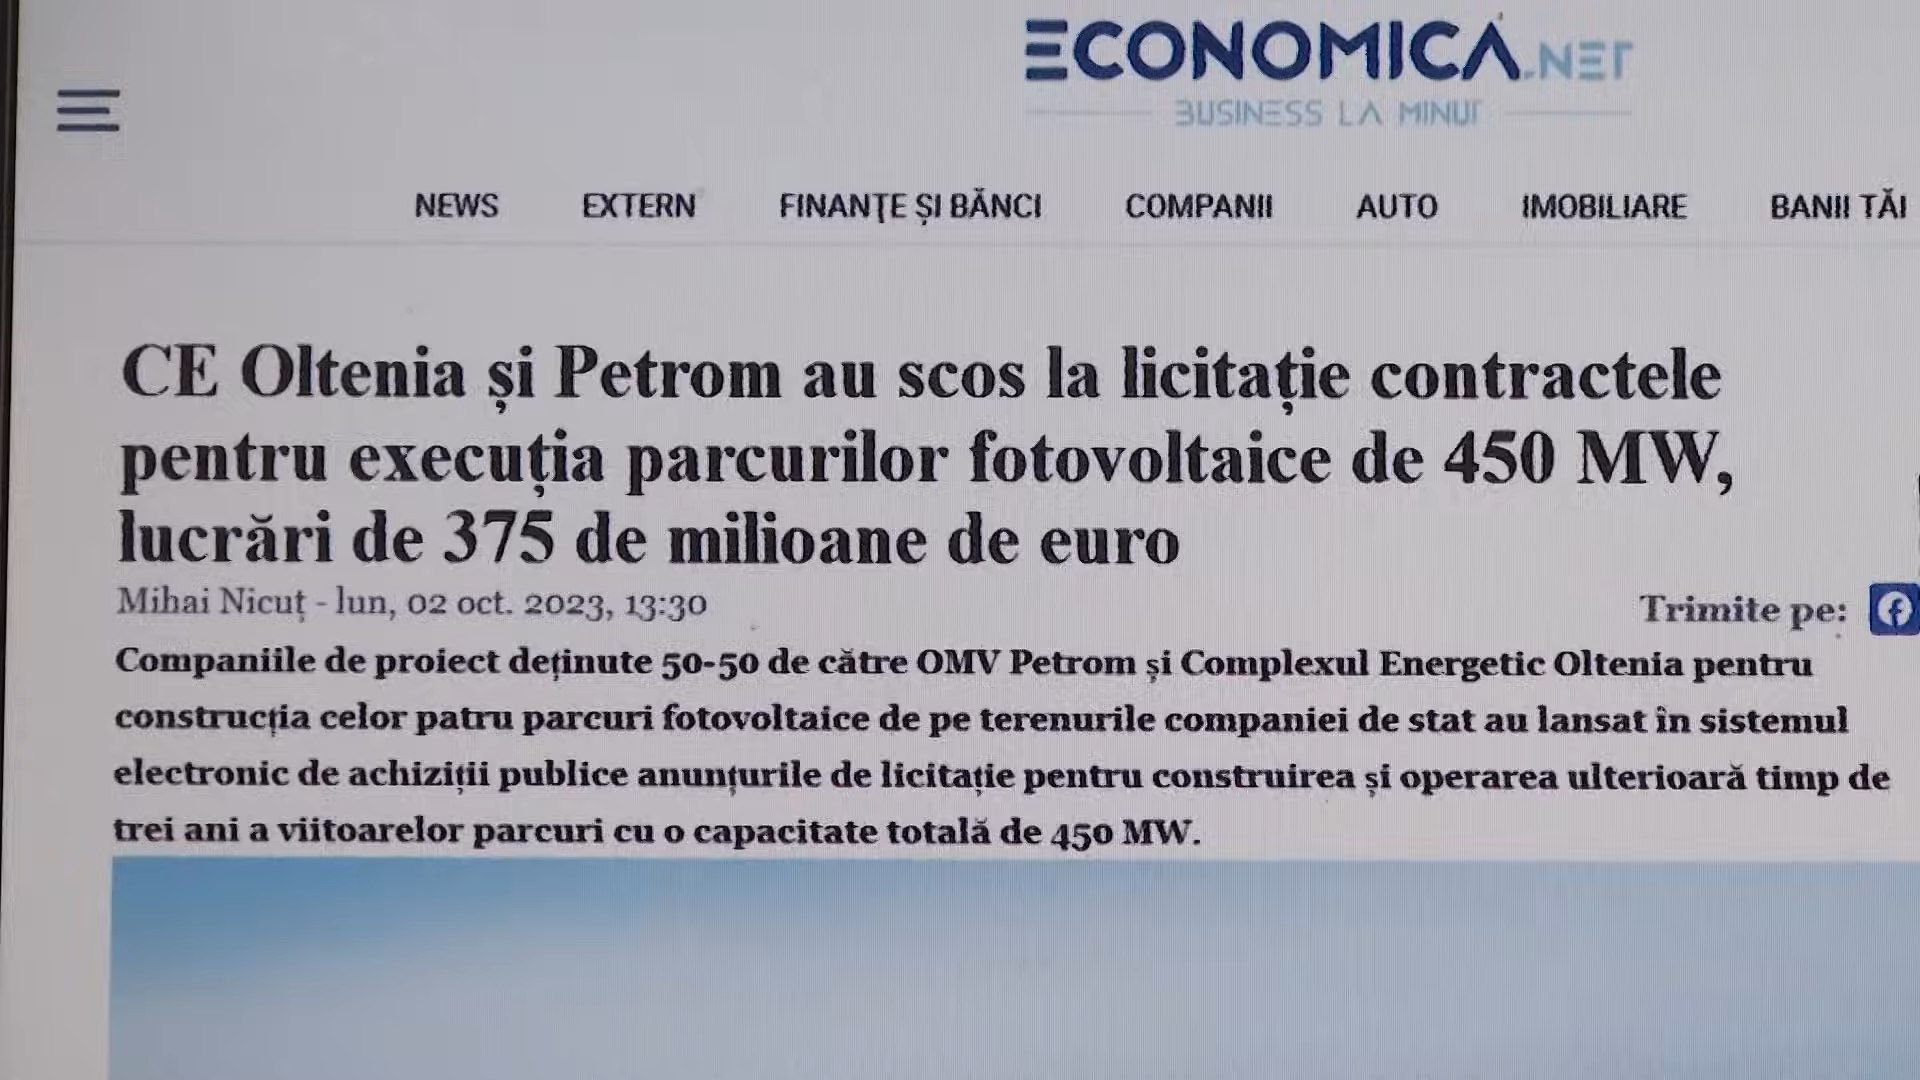 ECONOMICA.NET
BUSINESS LA MINUT
NEWS EXTERN FINANȚE ȘI BĂNCI COMPANII AUTO IMOBILIARE BANII TĂI
CE Oltenia și Petrom au scos la licitație contractele
pentru execuția parcurilor fotovoltaice de 450 MW,
lucrări de 375 de milioane de euro
Mihai Nicuț - lun, 02 oct. 2023, 13:30
Trimite pe:
Companiile de proiect deținute 50-50 de către OMV Petrom și Complexul Energetic Oltenia pentru
construcția celor patru parcuri fotovoltaice de pe terenurile companiei de stat au lansat în sistemul
electronic de achiziții publice anunțurile de licitație pentru construirea și operarea ulterioară timp de
trei ani a viitoarelor parcuri cu o capacitate totală de 450 MW.